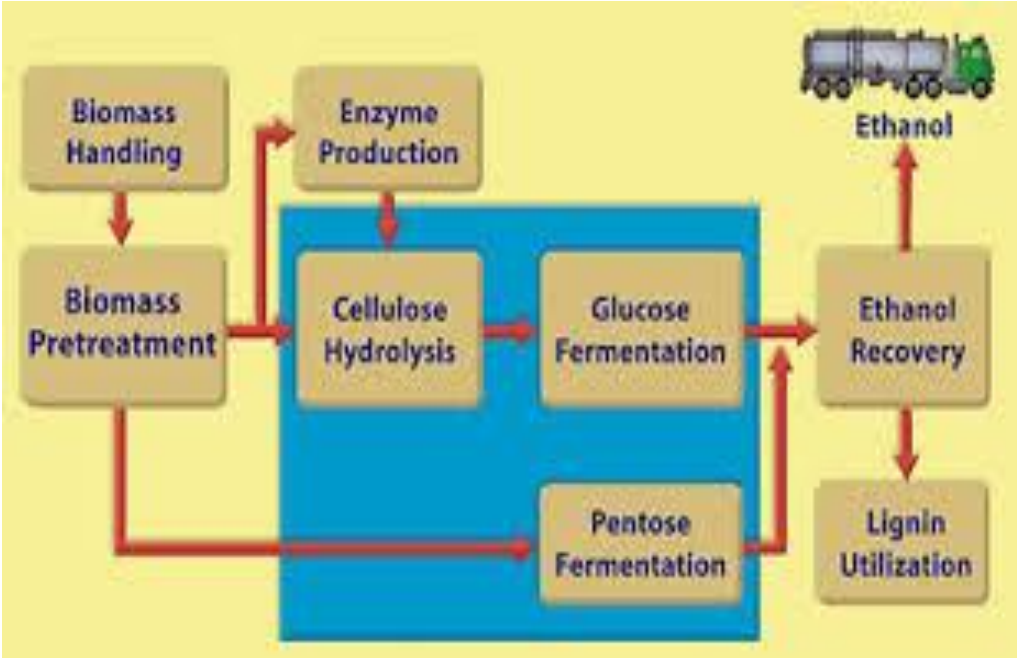 Biomass
Handling
Enzyme
Production
Ethanol
Biomass
Pretreatment
Cellulose
Hydrolysis
Glucose
Fermentation
Ethanol
Recovery
Pentose
Fermentation
Lignin
Utilization